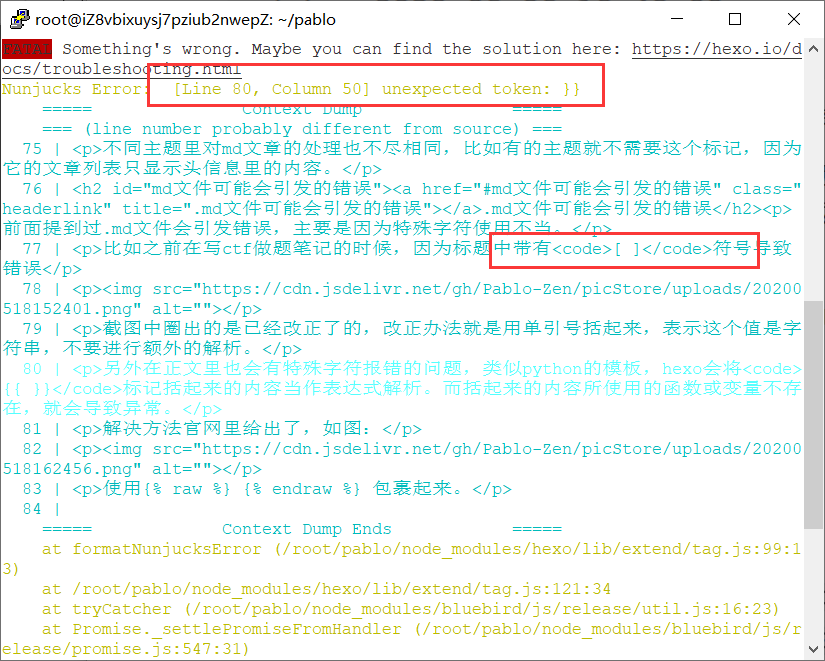 root@iZ8vbixuysj7pziub2nwepZ: ~/pablo
FATAL Something's wrong. Maybe you can find the solution here: https://hexo.io/d
ocs/troubleshooting.html
Nunjucks Error:  [Line 80, Column 50] unexpected token: }}
    =====               Context Dump               =====
    === (line number probably different from source) ===
  75 | <p>不同主题里对md文章的处理也不尽相同，比如有的主题就不需要这个标记，因为
它的文章列表只显示头信息里的内容。</p>
  76 | <h2 id="md文件可能会引发的错误"><a href="#md文件可能会引发的错误" class="
headerlink" title=".md文件可能会引发的错误"></a>.md文件可能会引发的错误</h2><p>
前面提到过.md文件会引发错误，主要是因为特殊字符使用不当。</p>
  77 | <p>比如之前在写ctf做题笔记的时候，因为标题中带有<code>[ ]</code>符号导致
错误</p>
  78 | <p><img src="https://cdn.jsdelivr.net/gh/Pablo-Zen/picStore/uploads/20200
518152401.png" alt=""></p>
  79 | <p>截图中圈出的是已经改正了的，改正办法就是用单引号括起来，表示这个值是字
符串，不要进行额外的解析。</p>
  80 | <p>另外在正文里也会有特殊字符报错的问题，类似python的模板，hexo会将<code>
{{ }}</code>标记括起来的内容当作表达式解析。而括起来的内容所使用的函数或变量不存
在，就会导致异常。</p>
  81 | <p>解决方法官网里给出了，如图：</p>
  82 | <p><img src="https://cdn.jsdelivr.net/gh/Pablo-Zen/picStore/uploads/20200
518162456.png" alt=""></p>
  83 | <p>使用{% raw %} {% endraw %} 包裹起来。</p>
  84 |
    =====             Context Dump Ends            =====
    at formatNunjucksError (/root/pablo/node_modules/hexo/lib/extend/tag.js:99:1
3)
    at /root/pablo/node_modules/hexo/lib/extend/tag.js:121:34
    at tryCatcher (/root/pablo/node_modules/bluebird/js/release/util.js:16:23)
    at Promise._settlePromiseFromHandler (/root/pablo/node_modules/bluebird/js/r
elease/promise.js:547:31)